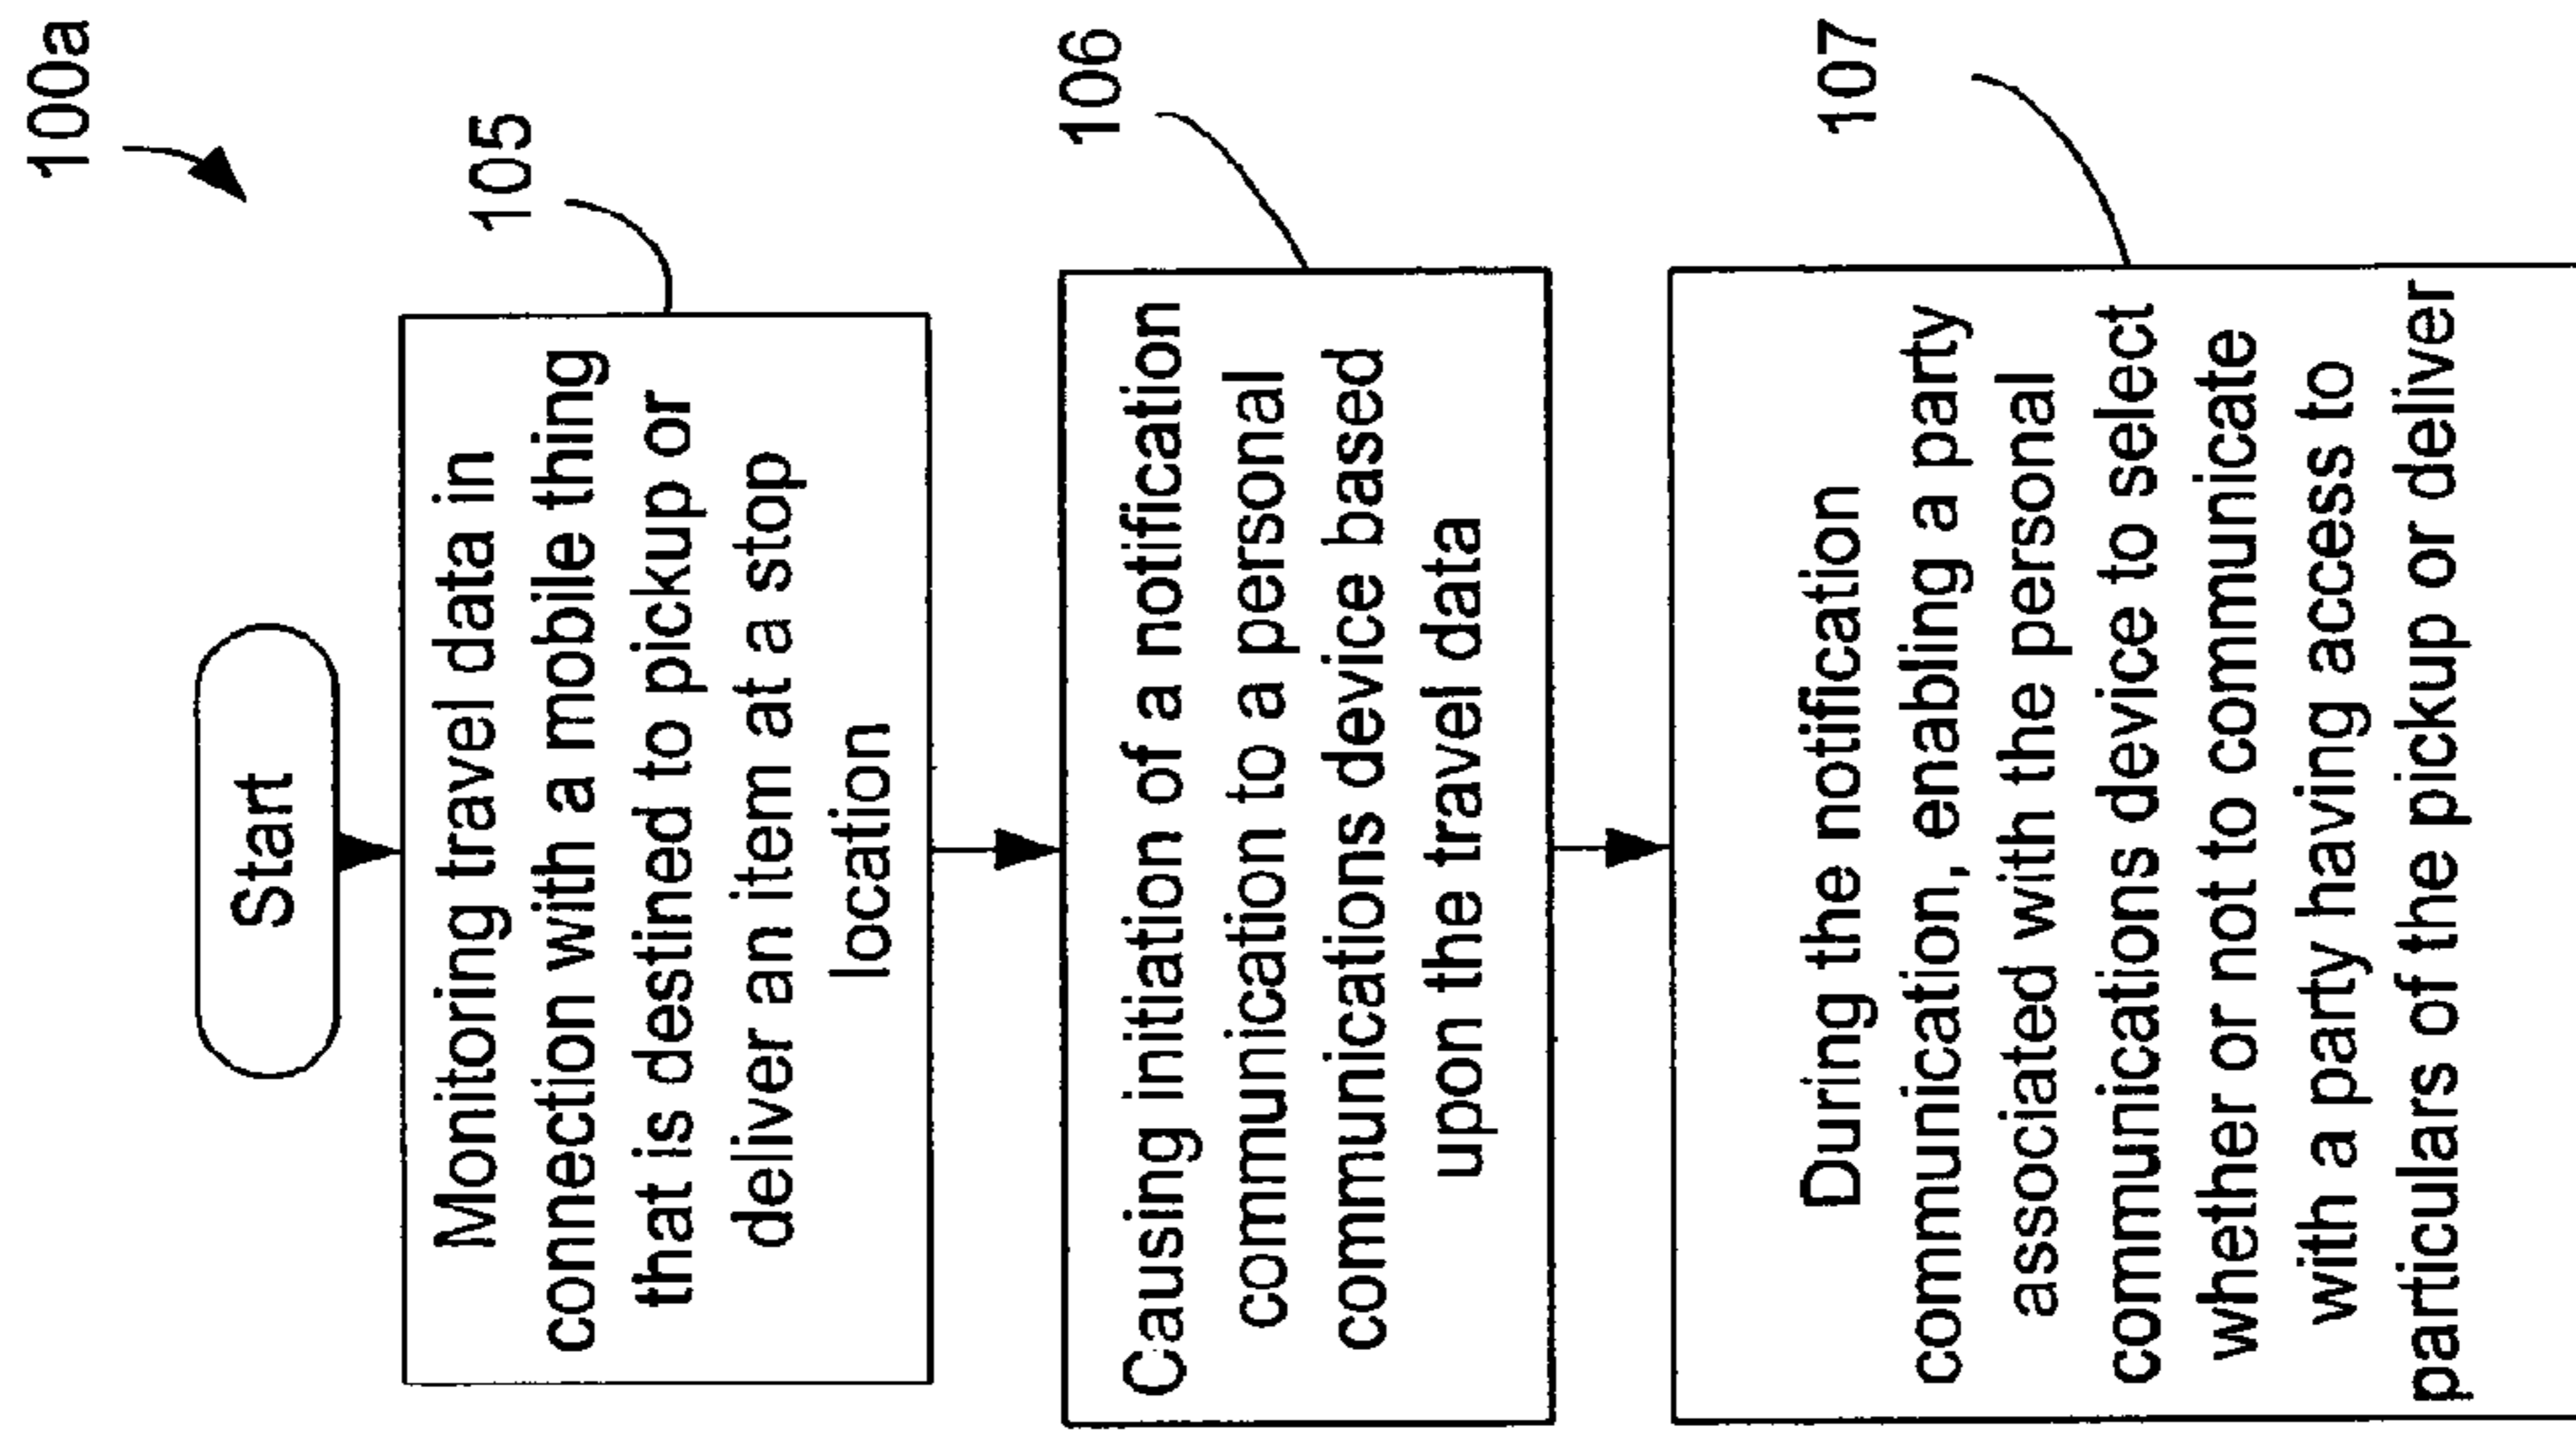 100a
Start
105
Monitoring travel data in
connection with a mobile thing
that is destined to pickup or
deliver an item at a stop
location
106
Causing initiation of a notification
communication to a personal
communications device based
upon the travel data
107
During the notification
communication, enabling a party
associated with the personal
communications device to select
whether or not to communicate
with a party having access to
particulars of the pickup or deliver